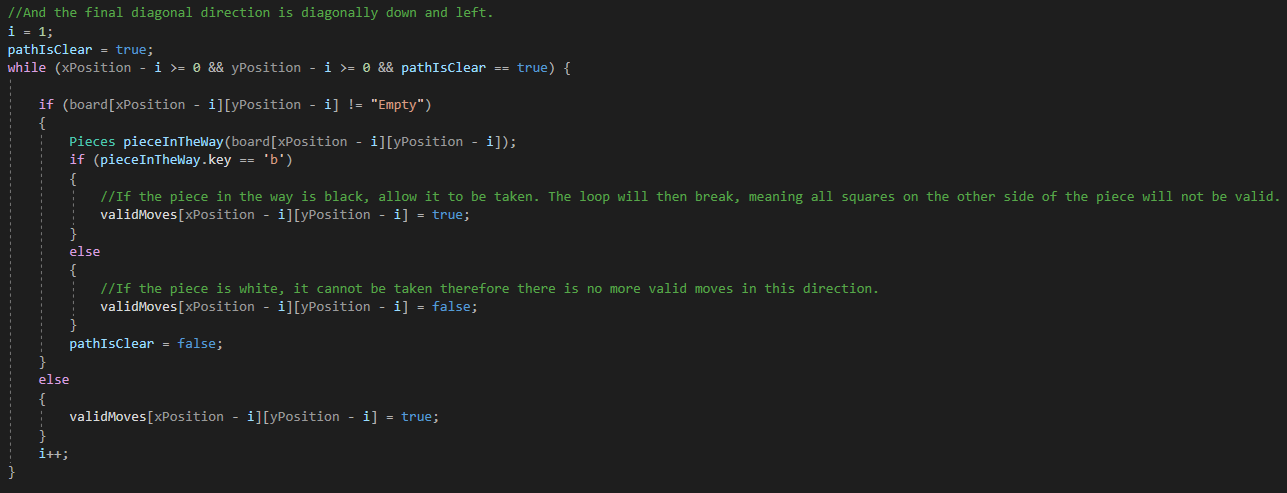 //And the final diagonal direction is diagonally down and left.
i = 1;
pathIsClear = true;
while (xPosition - i >= 0 && yPosition - i >= 0 && pathIsClear == true) {
if (board[xPosition - i][yPosition - i] != "Empty")
{
Pieces pieceInTheWay(board[xPosition - i][yPosition - i]);
if (pieceInTheWay.key == 'b')
{
//If the piece in the way is black, allow it to be taken. The loop will then break, meaning all squares on the other side of the piece will not be valid.
validMoves[xPosition - i][yPosition - i] = true;
}
else
{
//If the piece is white, it cannot be taken therefore there is no more valid moves in this direction.
validMoves[xPosition - i][yPosition - i] = false;
}
pathIsClear = false;
}
else
{
validMoves[xPosition - i][yPosition - i] = true;
}
i++;
}